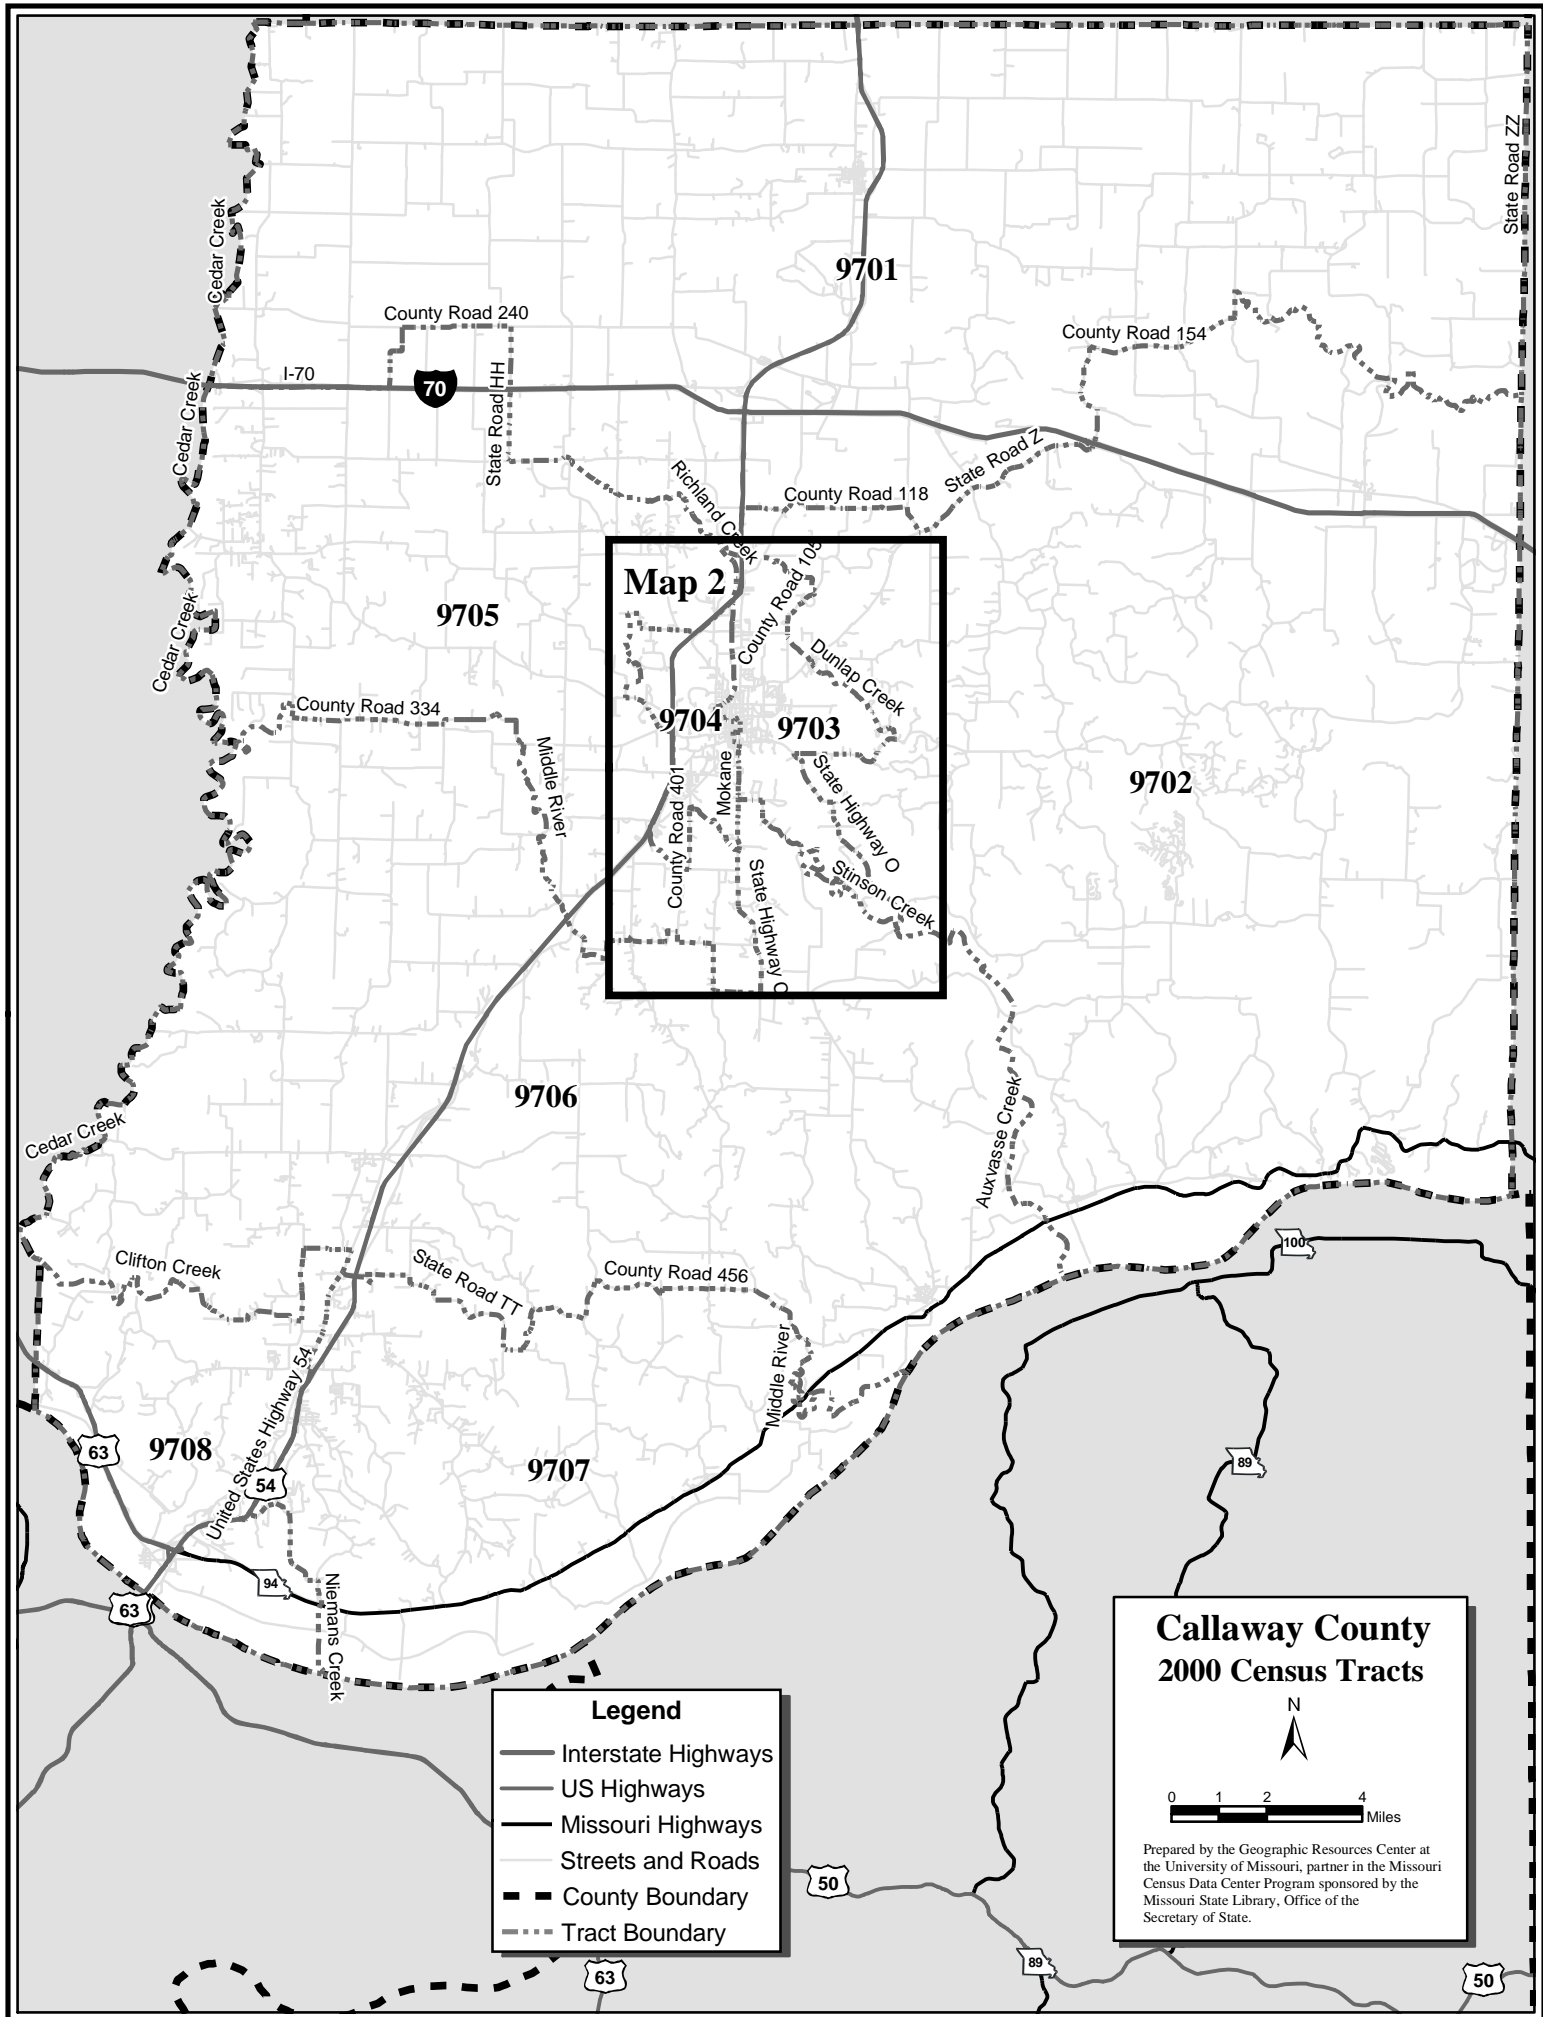 State Road ZZ
Cedar Creek
9701
County Road 240
County Road 154
I-70
70
State Road HH
Cedar Creek
State Road Z
Richland Creek
County Road 118
Map 2
County Road 105
9705
Cedar Creek
Dunlap Creek
County Road 334
9704
9703
Middle River
Mokane
State Highway O
9702
County Road 401
State Highway C
Stinson Creek
9706
Auxvasse Creek
Cedar Creek
Clifton Creek
State Road TT
County Road 456
100
Middle River
United States Highway 54
63
9708
54
9707
89
94
Niemans Creek
63
Callaway County
2000 Census Tracts
N
0 1 2 4
Miles
Prepared by the Geographic Resources Center at
the University of Missouri, partner in the Missouri
Census Data Center Program sponsored by the
Missouri State Library, Office of the
Secretary of State.
Legend
Interstate Highways
US Highways
Missouri Highways
Streets and Roads
County Boundary
Tract Boundary
50
89
63
50